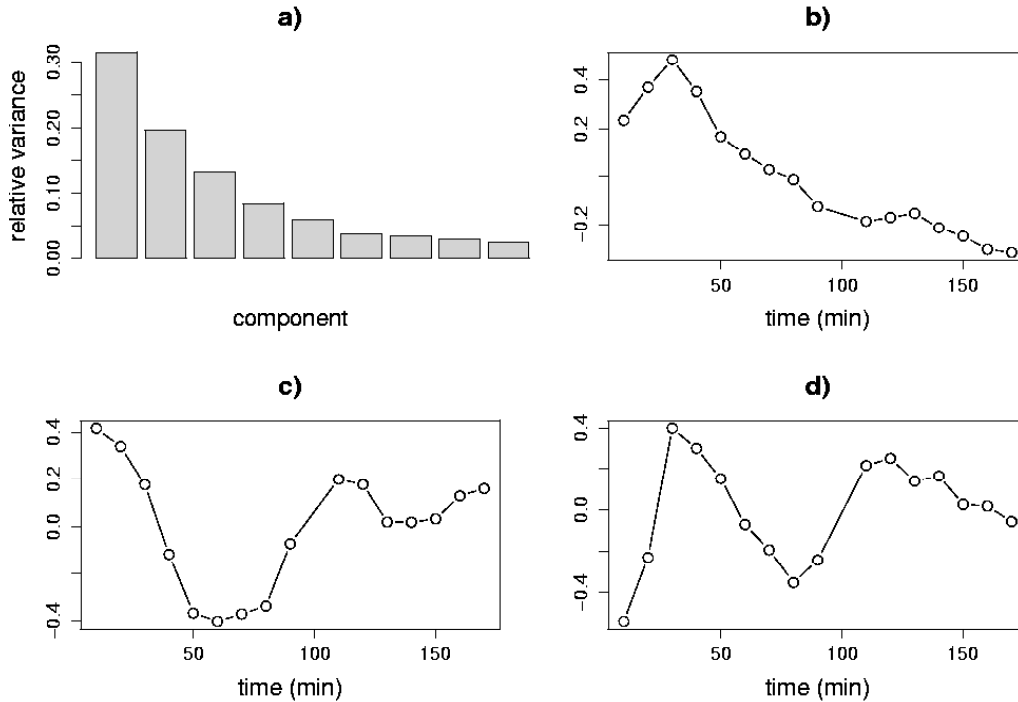 a)
relative variance
0.00 0.10 0.20 0.30
component
b)
-0.2 0.2 0.4
50 100 150
time (min)
c)
-0.4 0.0 0.2 0.4
50 100 150
time (min)
d)
-0.4 0.0 0.4
50 100 150
time (min)